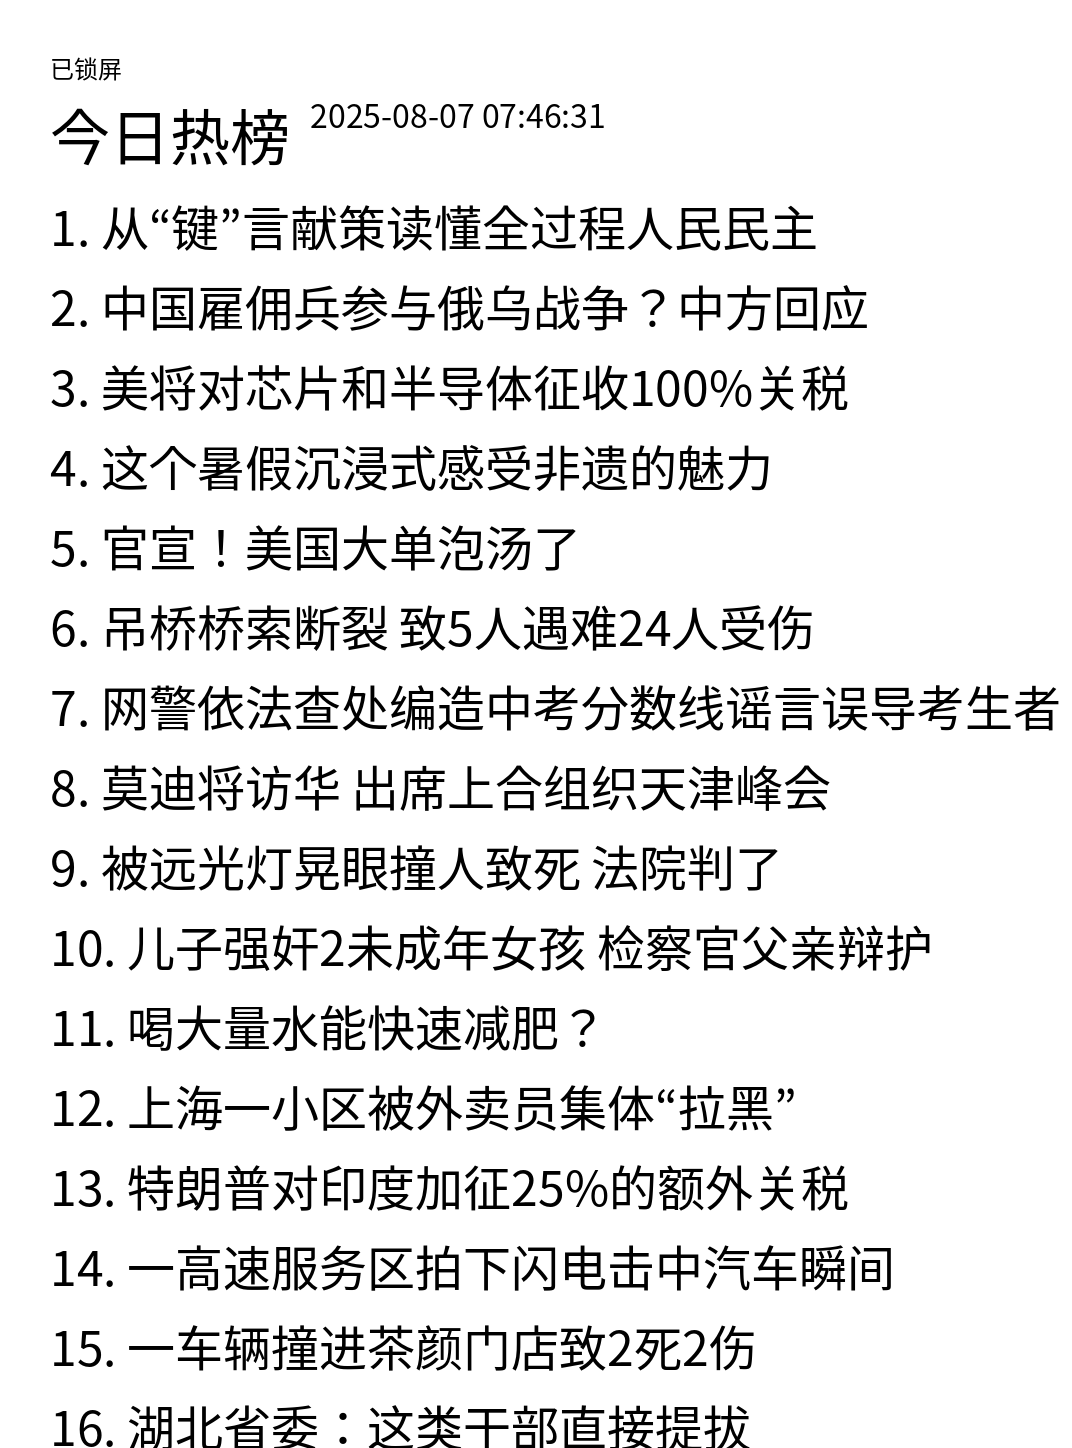 已锁屏
今日热榜 2025-08-07 07:46:31
1. 从“键”言献策读懂全过程人民民主
2. 中国雇佣兵参与俄乌战争？中方回应
3. 美将对芯片和半导体征收100%关税
4. 这个暑假沉浸式感受非遗的魅力
5. 官宣！美国大单泡汤了
6. 吊桥桥索断裂 致5人遇难24人受伤
7. 网警依法查处编造中考分数线谣言误导考生者
8. 莫迪将访华 出席上合组织天津峰会
9. 被远光灯晃眼撞人致死 法院判了
10. 儿子强奸2未成年女孩 检察官父亲辩护
11. 喝大量水能快速减肥？
12. 上海一小区被外卖员集体“拉黑”
13. 特朗普对印度加征25%的额外关税
14. 一高速服务区拍下闪电击中汽车瞬间
15. 一车辆撞进茶颜门店致2死2伤
16. 湖北省委：这类干部直接提拔